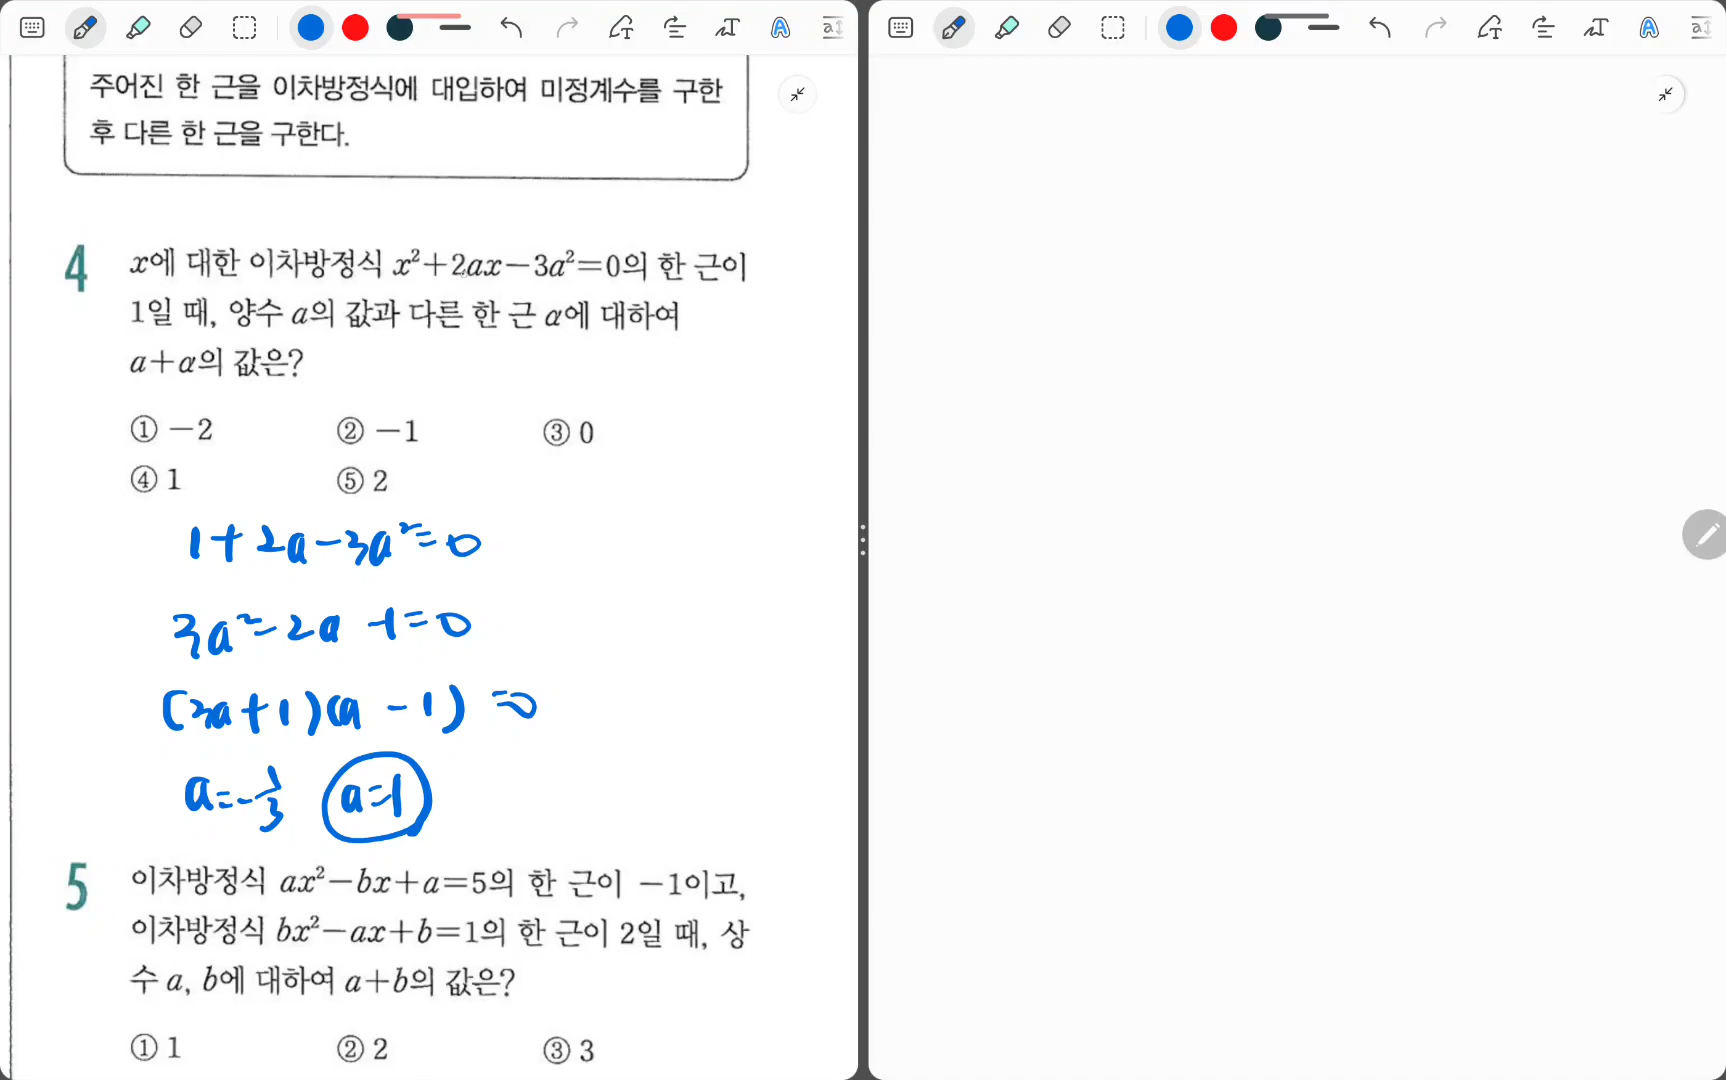 주어진 한 근을 이차방정식에 대입하여 미정계수를 구한
후 다른 한 근을 구한다.
4 x에 대한 이차방정식 x²+2ax-3a²=0의 한 근이
1일 때, 양수 a의 값과 다른 한 근 α에 대하여
a+α의 값은?
① -2 ② -1 ③ 0
④ 1 ⑤ 2
1+2a-3a²=0
3a²-2a-1=0
(3a+1)(a-1)=0
a=-1/3 a=1
5 이차방정식 ax²-bx+a=5의 한 근이 -1이고,
이차방정식 bx²-ax+b=1의 한 근이 2일 때, 상
수 a, b에 대하여 a+b의 값은?
① 1 ② 2 ③ 3